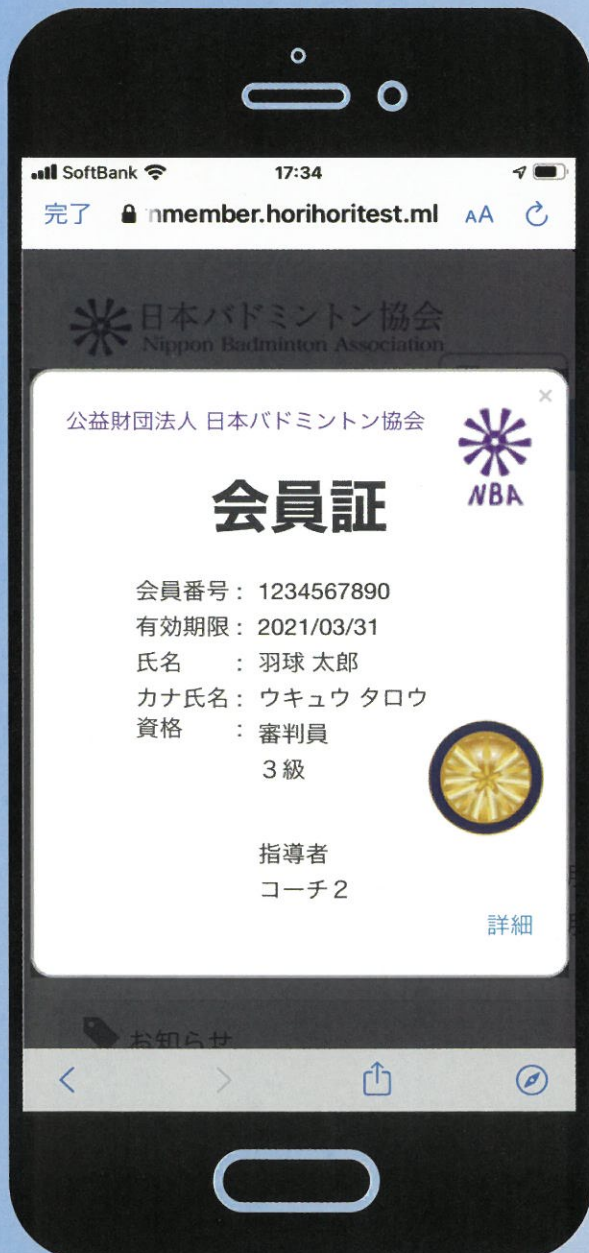 SoftBank 17:34
完了 nmember.horihoritest.ml AA
日本バドミントン協会
Nippon Badminton Association
公益財団法人 日本バドミントン協会
NBA
会員証
会員番号： 1234567890
有効期限： 2021/03/31
氏名 ： 羽球 太郎
カナ氏名： ウキュウ タロウ
資格 ： 審判員
３級
指導者
コーチ２
詳細
お知らせ